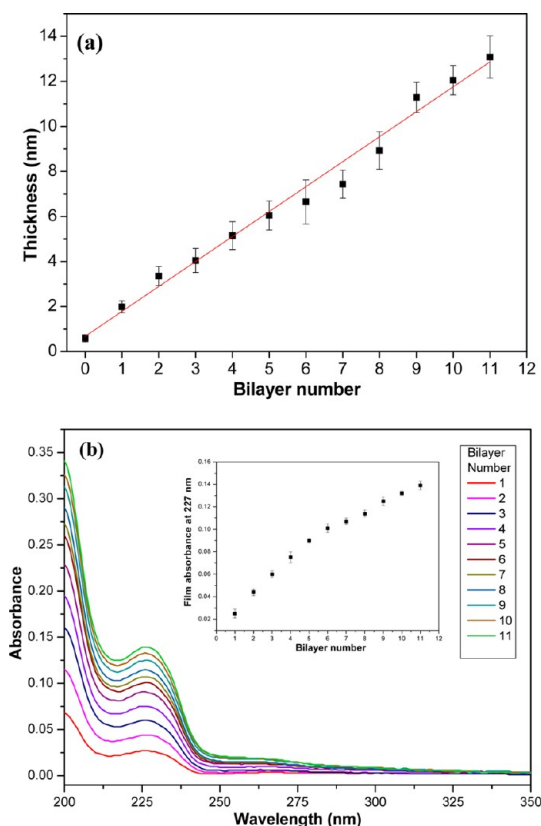 (a)
Thickness (nm)
14
12
10
8
6
4
2
0
0 1 2 3 4 5 6 7 8 9 10 11 12
Bilayer number
(b)
Absorbance
0.35
0.30
0.25
0.20
0.15
0.10
0.05
0.00
200 225 250 275 300 325 350
Wavelength (nm)
Film absorbance at 227 nm
0.16
0.14
0.12
0.10
0.08
0.06
0.04
0.02
0 1 2 3 4 5 6 7 8 9 10 11 12
Bilayer number
Bilayer
Number
1
2
3
4
5
6
7
8
9
10
11